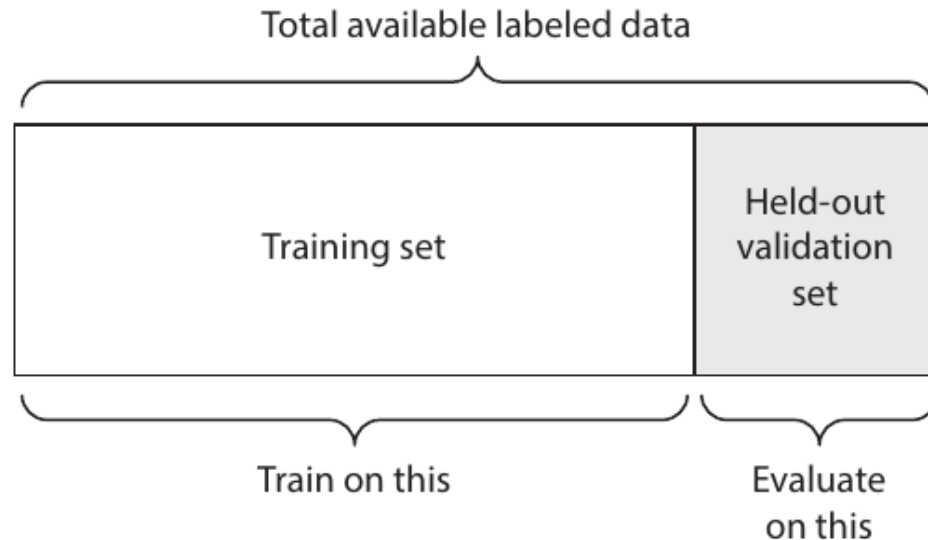 Total available labeled data
Training set
Held-out
validation
set
Train on this
Evaluate
on this